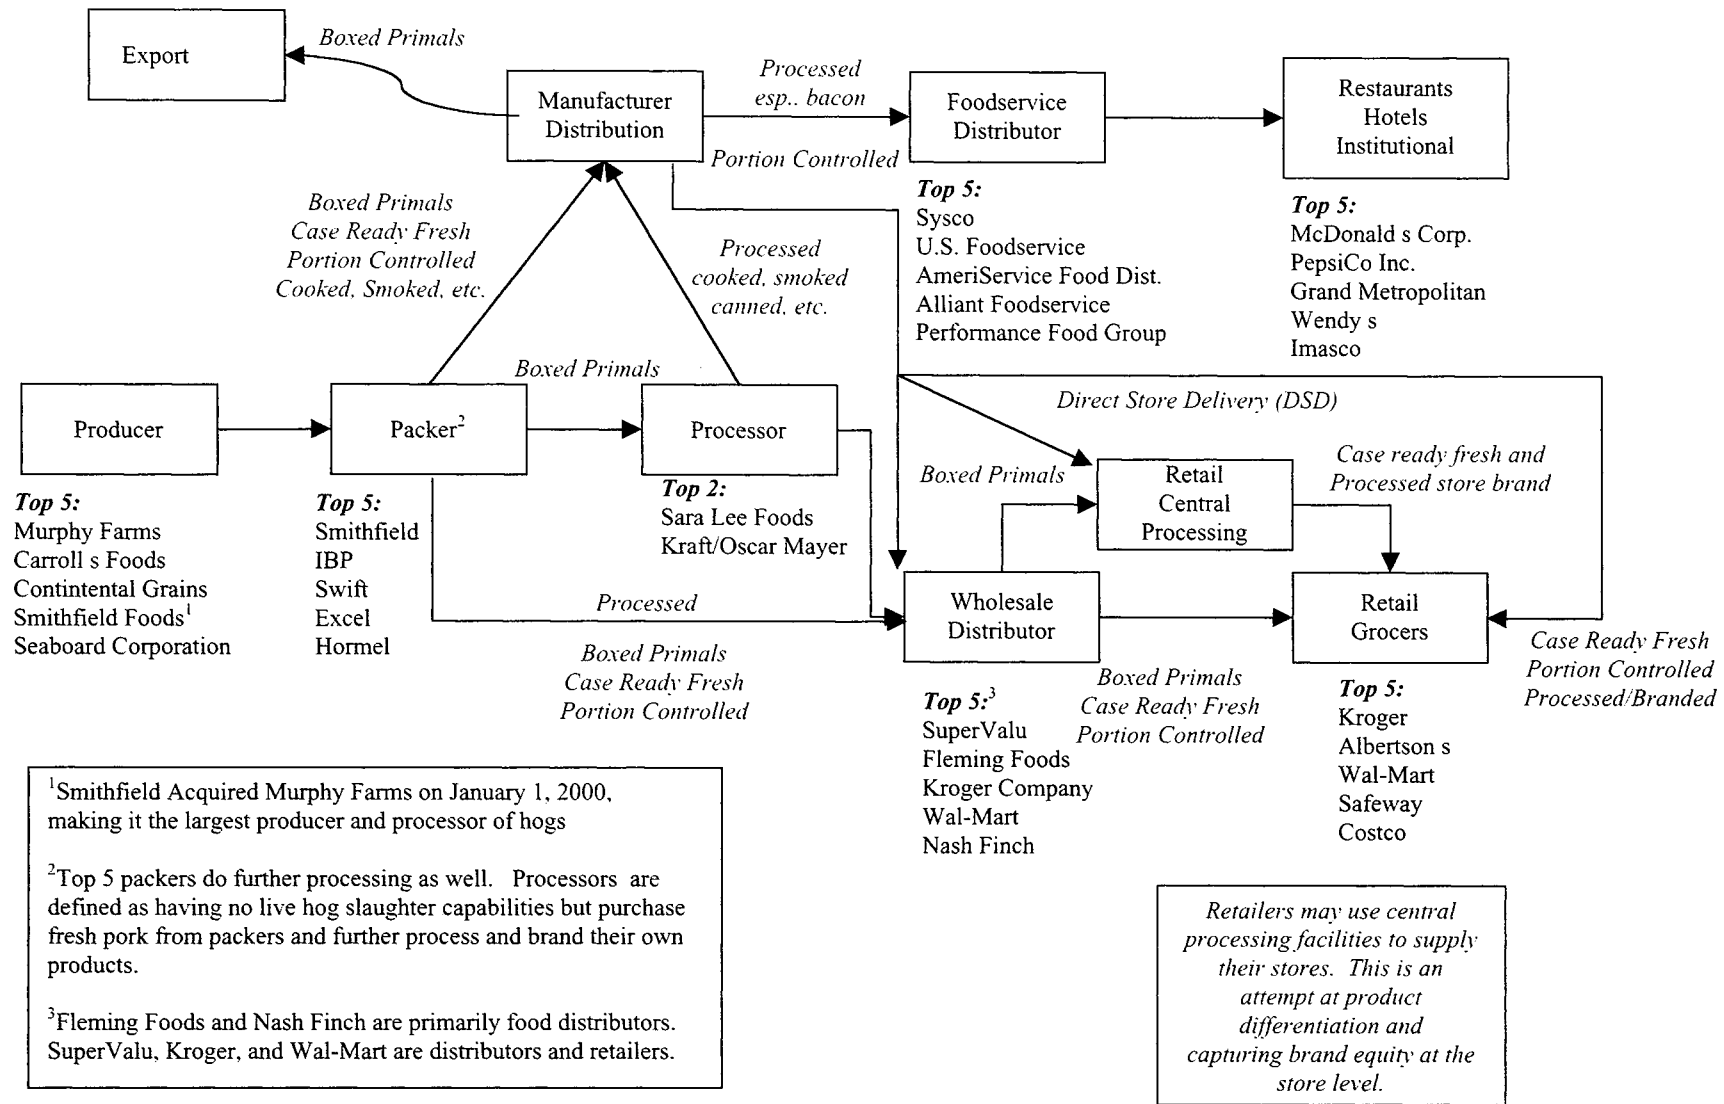 Export
Boxed Primals
Manufacturer
Distribution
Processed
esp.. bacon
Portion Controlled
Foodservice
Distributor
Restaurants
Hotels
Institutional
Top 5:
Sysco
U.S. Foodservice
AmeriService Food Dist.
Alliant Foodservice
Performance Food Group
Top 5:
McDonald s Corp.
PepsiCo Inc.
Grand Metropolitan
Wendy s
Imasco
Boxed Primals
Case Ready Fresh
Portion Controlled
Cooked, Smoked, etc.
Processed
cooked, smoked
canned, etc.
Producer
Packer2
Boxed Primals
Processor
Direct Store Delivery (DSD)
Boxed Primals
Retail
Central
Processing
Case ready fresh and
Processed store brand
Top 5:
Murphy Farms
Carroll s Foods
Contintental Grains
Smithfield Foods1
Seaboard Corporation
Top 5:
Smithfield
IBP
Swift
Excel
Hormel
Top 2:
Sara Lee Foods
Kraft/Oscar Mayer
Processed
Boxed Primals
Case Ready Fresh
Portion Controlled
Wholesale
Distributor
Retail
Grocers
Boxed Primals
Case Ready Fresh
Portion Controlled
Case Ready Fresh
Portion Controlled
Processed/Branded
Top 5:3
SuperValu
Fleming Foods
Kroger Company
Wal-Mart
Nash Finch
Top 5:
Kroger
Albertson s
Wal-Mart
Safeway
Costco
1Smithfield Acquired Murphy Farms on January 1, 2000,
making it the largest producer and processor of hogs
2Top 5 packers do further processing as well. Processors are
defined as having no live hog slaughter capabilities but purchase
fresh pork from packers and further process and brand their own
products.
3Fleming Foods and Nash Finch are primarily food distributors.
SuperValu, Kroger, and Wal-Mart are distributors and retailers.
Retailers may use central
processing facilities to supply
their stores. This is an
attempt at product
differentiation and
capturing brand equity at the
store level.